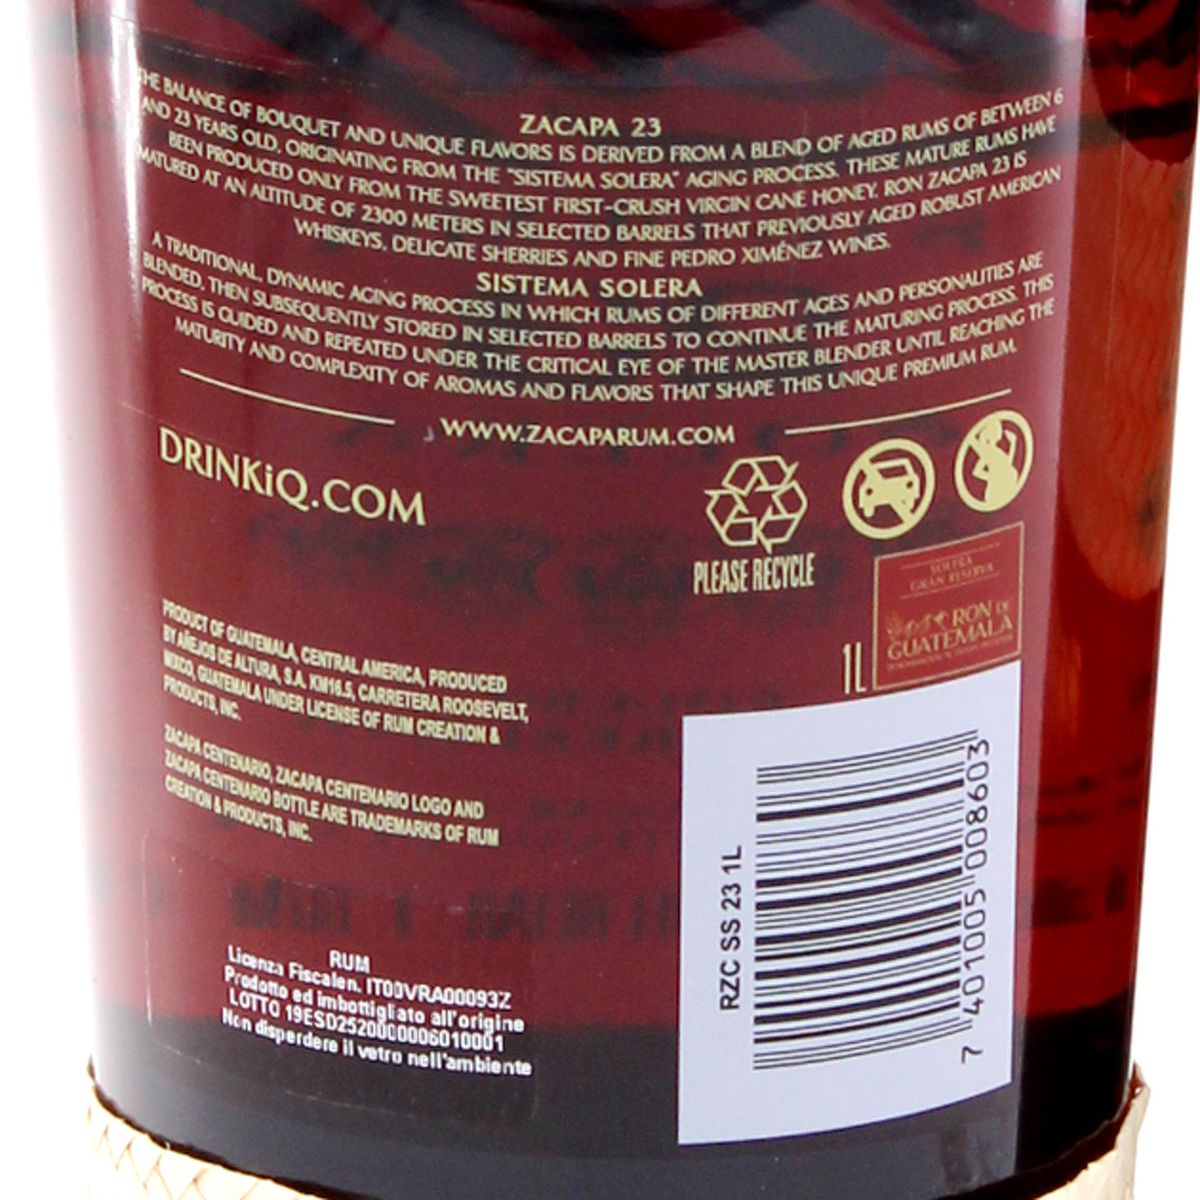 ZACAPA 23
THE BALANCE OF BOUQUET AND UNIQUE FLAVORS IS DERIVED FROM A BLEND OF AGED RUMS OF BETWEEN 6
AND 23 YEARS OLD, ORIGINATING FROM THE "SISTEMA SOLERA" AGING PROCESS. THESE MATURE RUMS HAVE
BEEN PRODUCED ONLY FROM THE SWEETEST FIRST-CRUSH VIRGIN CANE HONEY. RON ZACAPA 23 IS
MATURED AT AN ALTITUDE OF 2300 METERS IN SELECTED BARRELS THAT PREVIOUSLY AGED ROBUST AMERICAN
WHISKEYS, DELICATE SHERRIES AND FINE PEDRO XIMÉNEZ WINES.
SISTEMA SOLERA
A TRADITIONAL, DYNAMIC AGING PROCESS IN WHICH RUMS OF DIFFERENT AGES AND PERSONALITIES ARE
BLENDED, THEN SUBSEQUENTLY STORED IN SELECTED BARRELS TO CONTINUE THE MATURING PROCESS. THIS
PROCESS IS GUIDED AND REPEATED UNDER THE CRITICAL EYE OF THE MASTER BLENDER UNTIL REACHING THE
MATURITY AND COMPLEXITY OF AROMAS AND FLAVORS THAT SHAPE THIS UNIQUE PREMIUM RUM.
WWW.ZACAPARUM.COM
DRINKiQ.COM
PLEASE RECYCLE
SOLERA
GRAN RESERVA
RON DE
GUATEMALA
1L
PRODUCT OF GUATEMALA, CENTRAL AMERICA, PRODUCED
BY AÑEJOS DE ALTURA, S.A. KM16.5, CARRETERA ROOSEVELT,
MIXCO, GUATEMALA UNDER LICENSE OF RUM CREATION &
PRODUCTS, INC.
ZACAPA CENTENARIO, ZACAPA CENTENARIO LOGO AND
ZACAPA CENTENARIO BOTTLE ARE TRADEMARKS OF RUM
CREATION & PRODUCTS, INC.
RZC SS 23 1L
7 401005 008603
RUM
Licenza Fiscalen. IT00VRA00093Z
Prodotto ed imbottigliato all'origine
LOTTO 19ESD2520000006010001
Non disperdere il vetro nell'ambiente